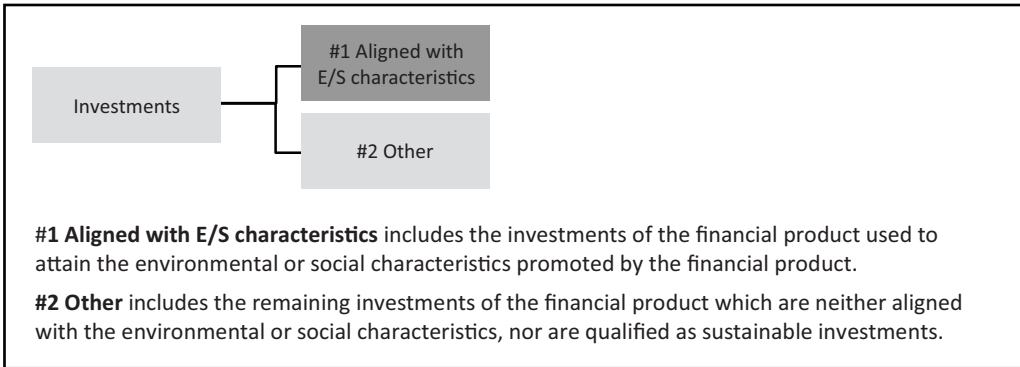 #1 Aligned with
E/S characteristics
Investments
#2 Other
#1 Aligned with E/S characteristics includes the investments of the financial product used to
attain the environmental or social characteristics promoted by the financial product.
#2 Other includes the remaining investments of the financial product which are neither aligned
with the environmental or social characteristics, nor are qualified as sustainable investments.